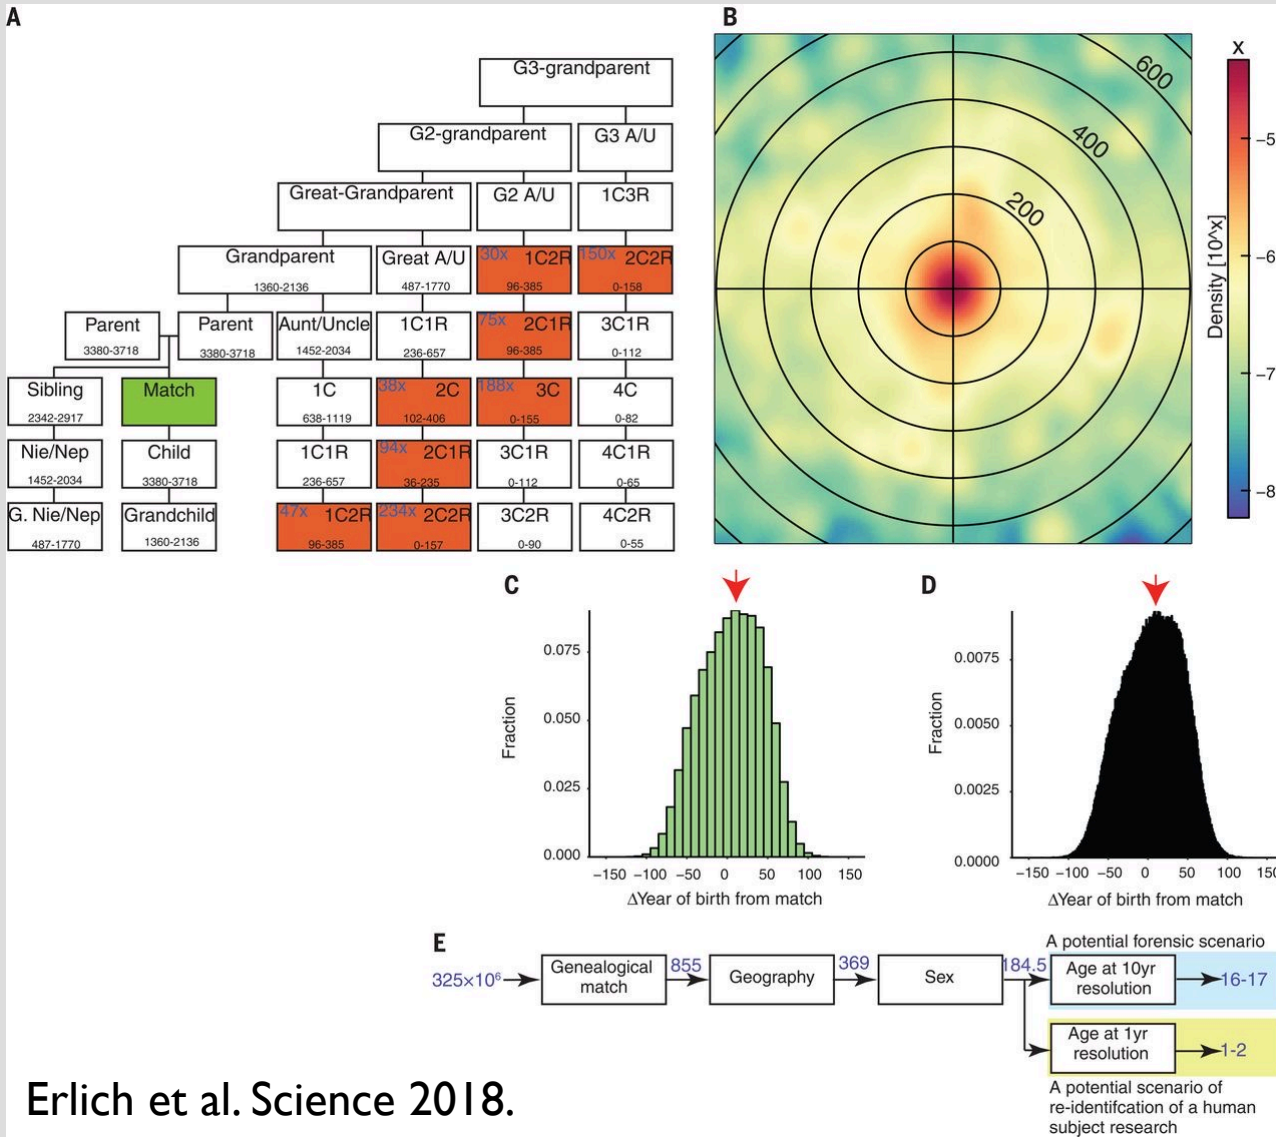 A
G3-grandparent
G2-grandparent
G3 A/U
Great-Grandparent
G2 A/U
1C3R
Grandparent
1360-2136
Great A/U
487-1770
30x 1C2R
96-385
150x 2C2R
0-158
Parent
3380-3718
Parent
3380-3718
Aunt/Uncle
1452-2034
1C1R
236-657
75x 2C1R
96-385
3C1R
0-112
Sibling
2342-2917
Match
1C
638-1119
38x 2C
102-406
188x 3C
0-155
4C
0-82
Nie/Nep
1452-2034
Child
3380-3718
1C1R
236-657
94x 2C1R
36-235
3C1R
0-112
4C1R
0-65
G. Nie/Nep
487-1770
Grandchild
1360-2136
47x 1C2R
96-385
234x 2C2R
0-157
3C2R
0-90
4C2R
0-55
B
600
400
200
x
−5
−6
−7
−8
Density [10^x]
C
0.075
0.050
0.025
0.000
Fraction
−150 −100 −50 0 50 100 150
ΔYear of birth from match
D
0.0075
0.0050
0.0025
0.0000
Fraction
−150 −100 −50 0 50 100 150
ΔYear of birth from match
E
325×10⁶
Genealogical
match
855
Geography
369
Sex
184.5
A potential forensic scenario
Age at 10yr
resolution
16-17
Age at 1yr
resolution
1-2
A potential scenario of
re-identifcation of a human
subject research
Erlich et al. Science 2018.